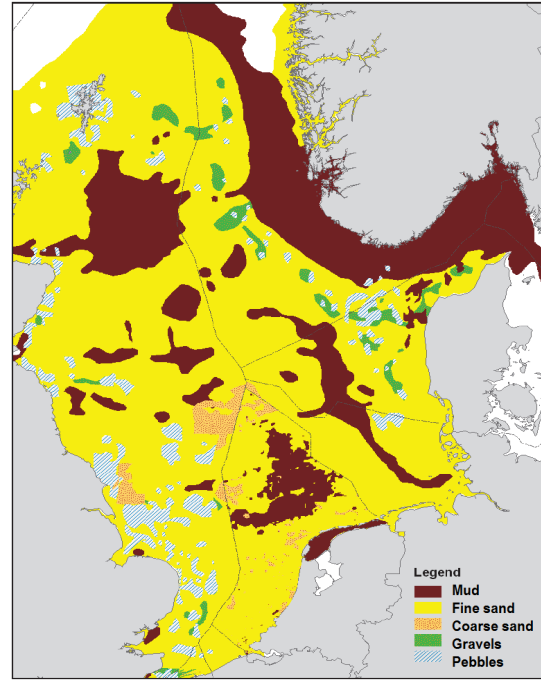 Legend
Mud
Fine sand
Coarse sand
Gravels
Pebbles